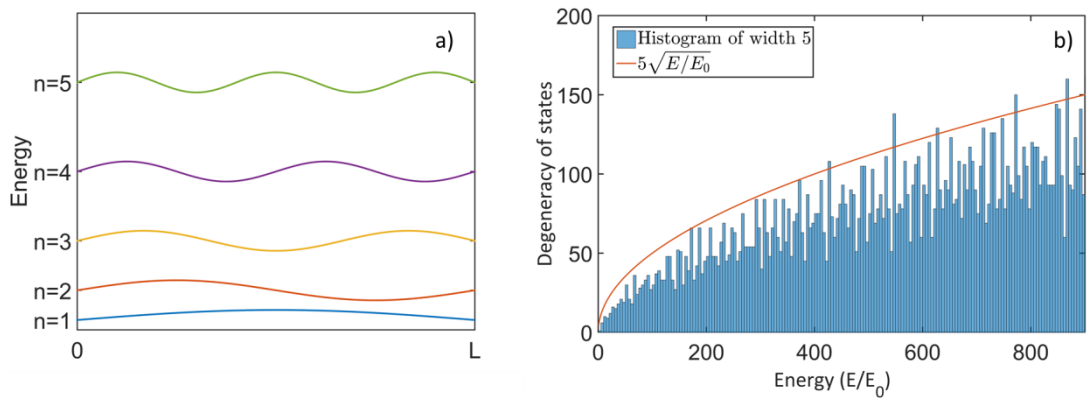 a)
n=5
n=4
n=3
n=2
n=1
Energy
0 L
b)
Histogram of width 5
5√E/E₀
200
150
100
50
0
Degeneracy of states
0 200 400 600 800
Energy (E/E₀)